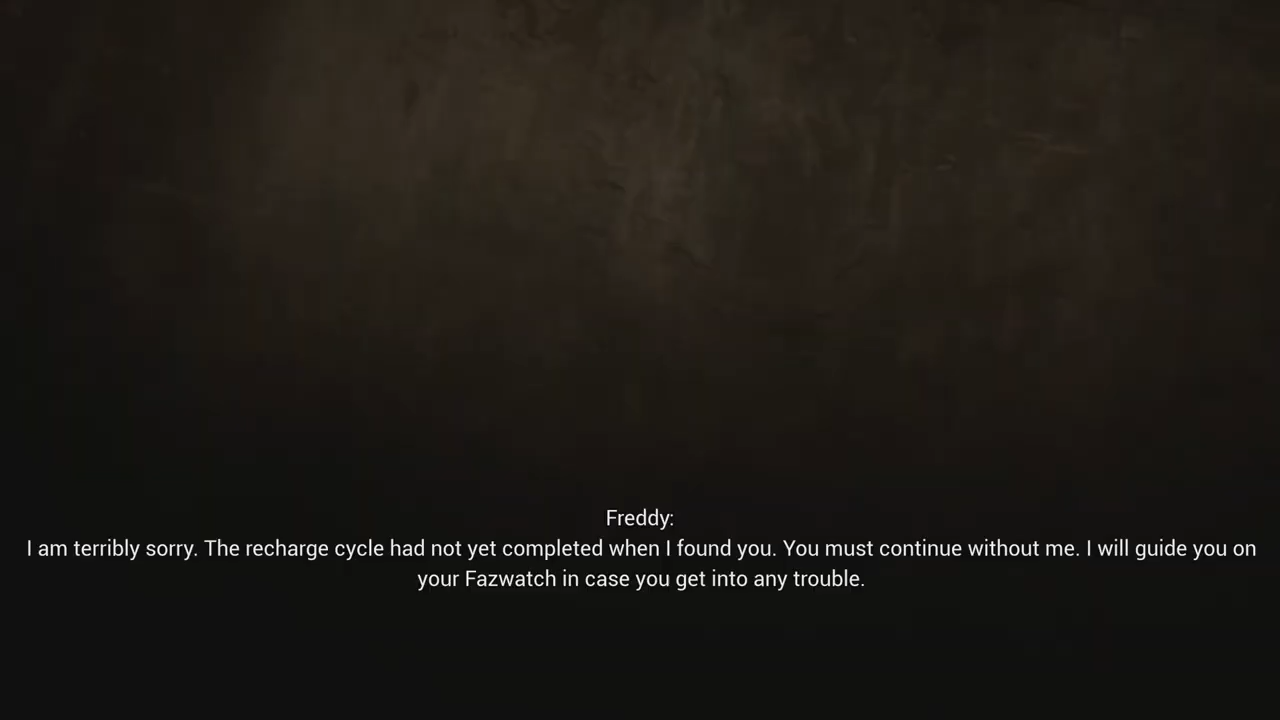 Freddy:
I am terribly sorry. The recharge cycle had not yet completed when I found you. You must continue without me. I will guide you on
your Fazwatch in case you get into any trouble.